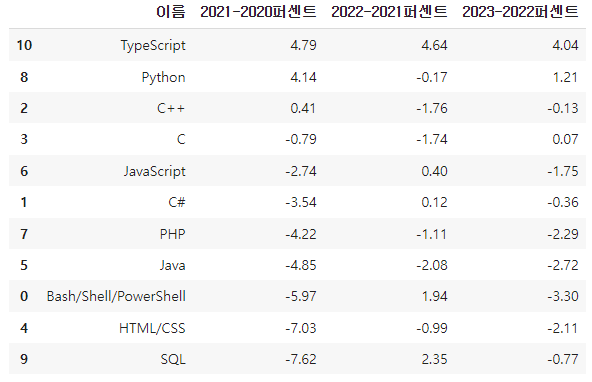 이름 2021-2020퍼센트 2022-2021퍼센트 2023-2022퍼센트
10 TypeScript 4.79 4.64 4.04
8 Python 4.14 -0.17 1.21
2 C++ 0.41 -1.76 -0.13
3 C -0.79 -1.74 0.07
6 JavaScript -2.74 0.40 -1.75
1 C# -3.54 0.12 -0.36
7 PHP -4.22 -1.11 -2.29
5 Java -4.85 -2.08 -2.72
0 Bash/Shell/PowerShell -5.97 1.94 -3.30
4 HTML/CSS -7.03 -0.99 -2.11
9 SQL -7.62 2.35 -0.77